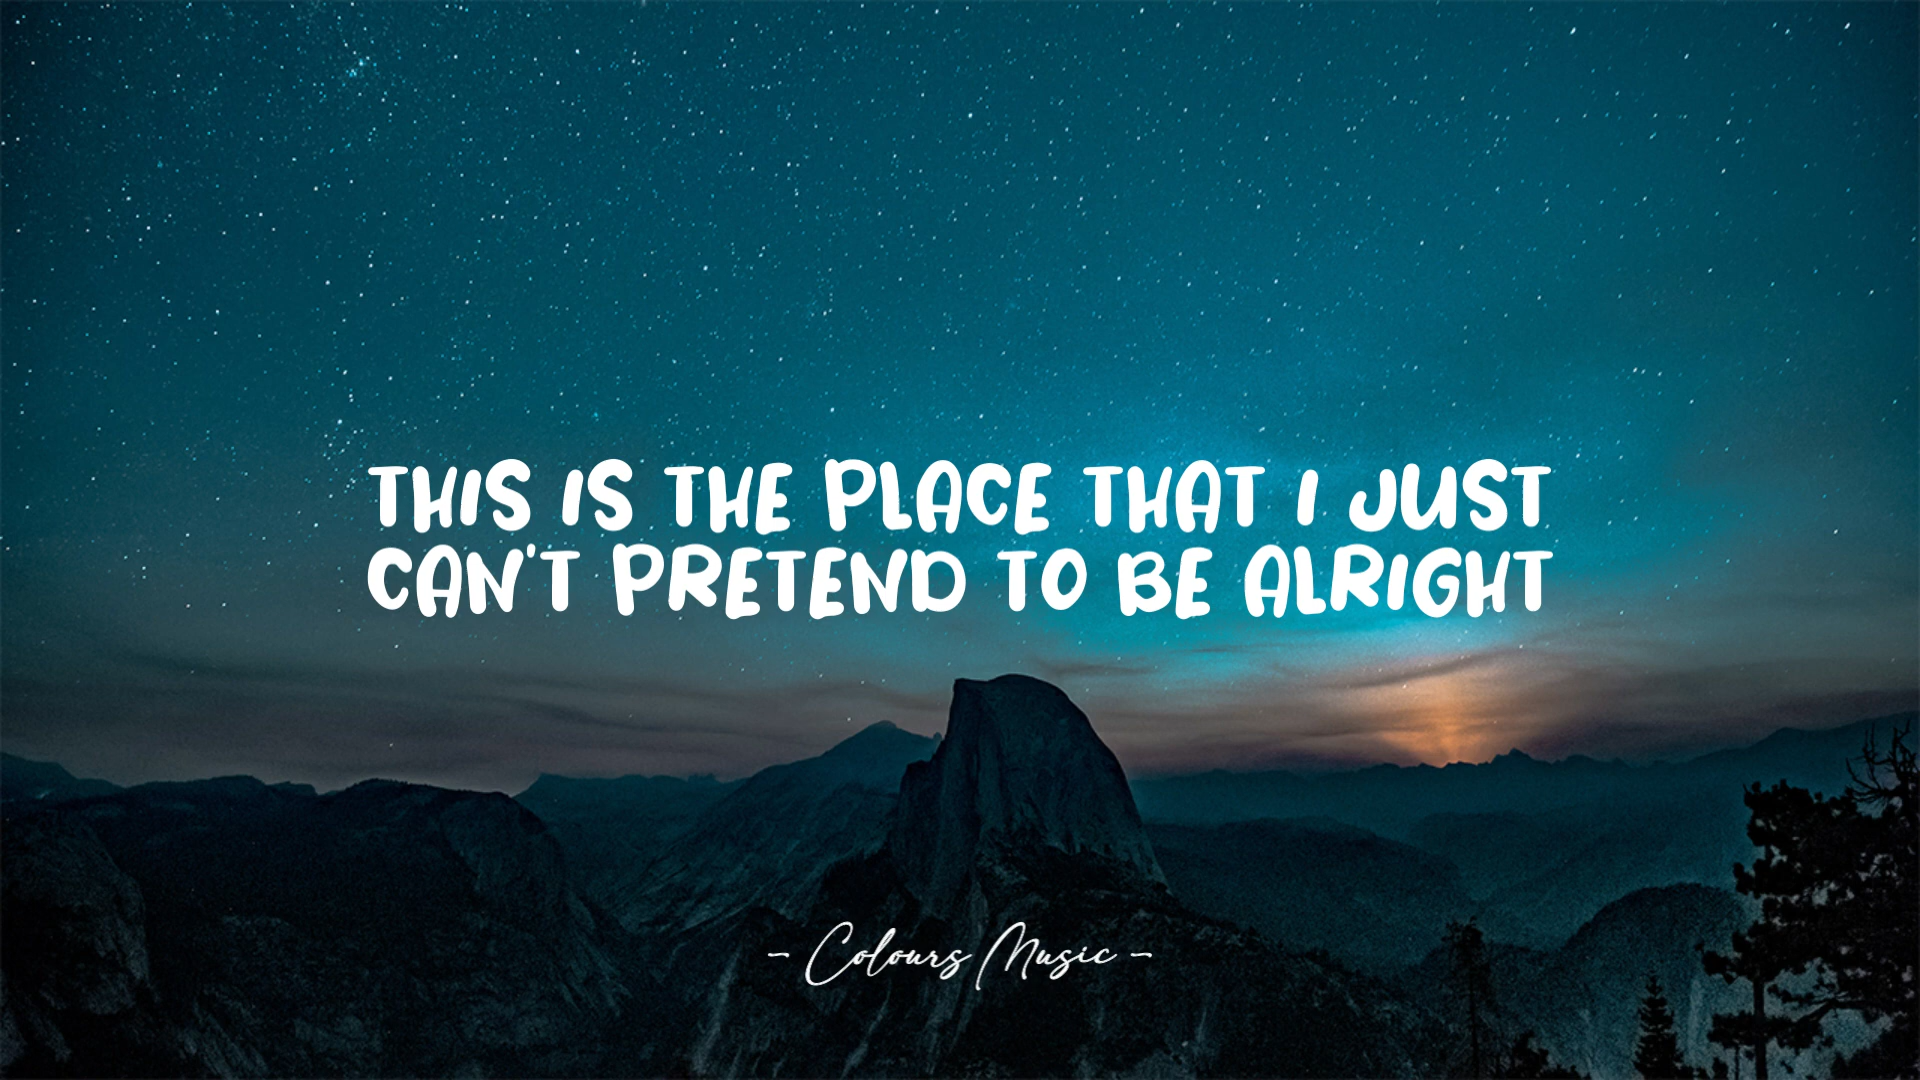 THIS IS THE PLACE THAT I JUST
CAN'T PRETEND TO BE ALRIGHT
- Colours Music -